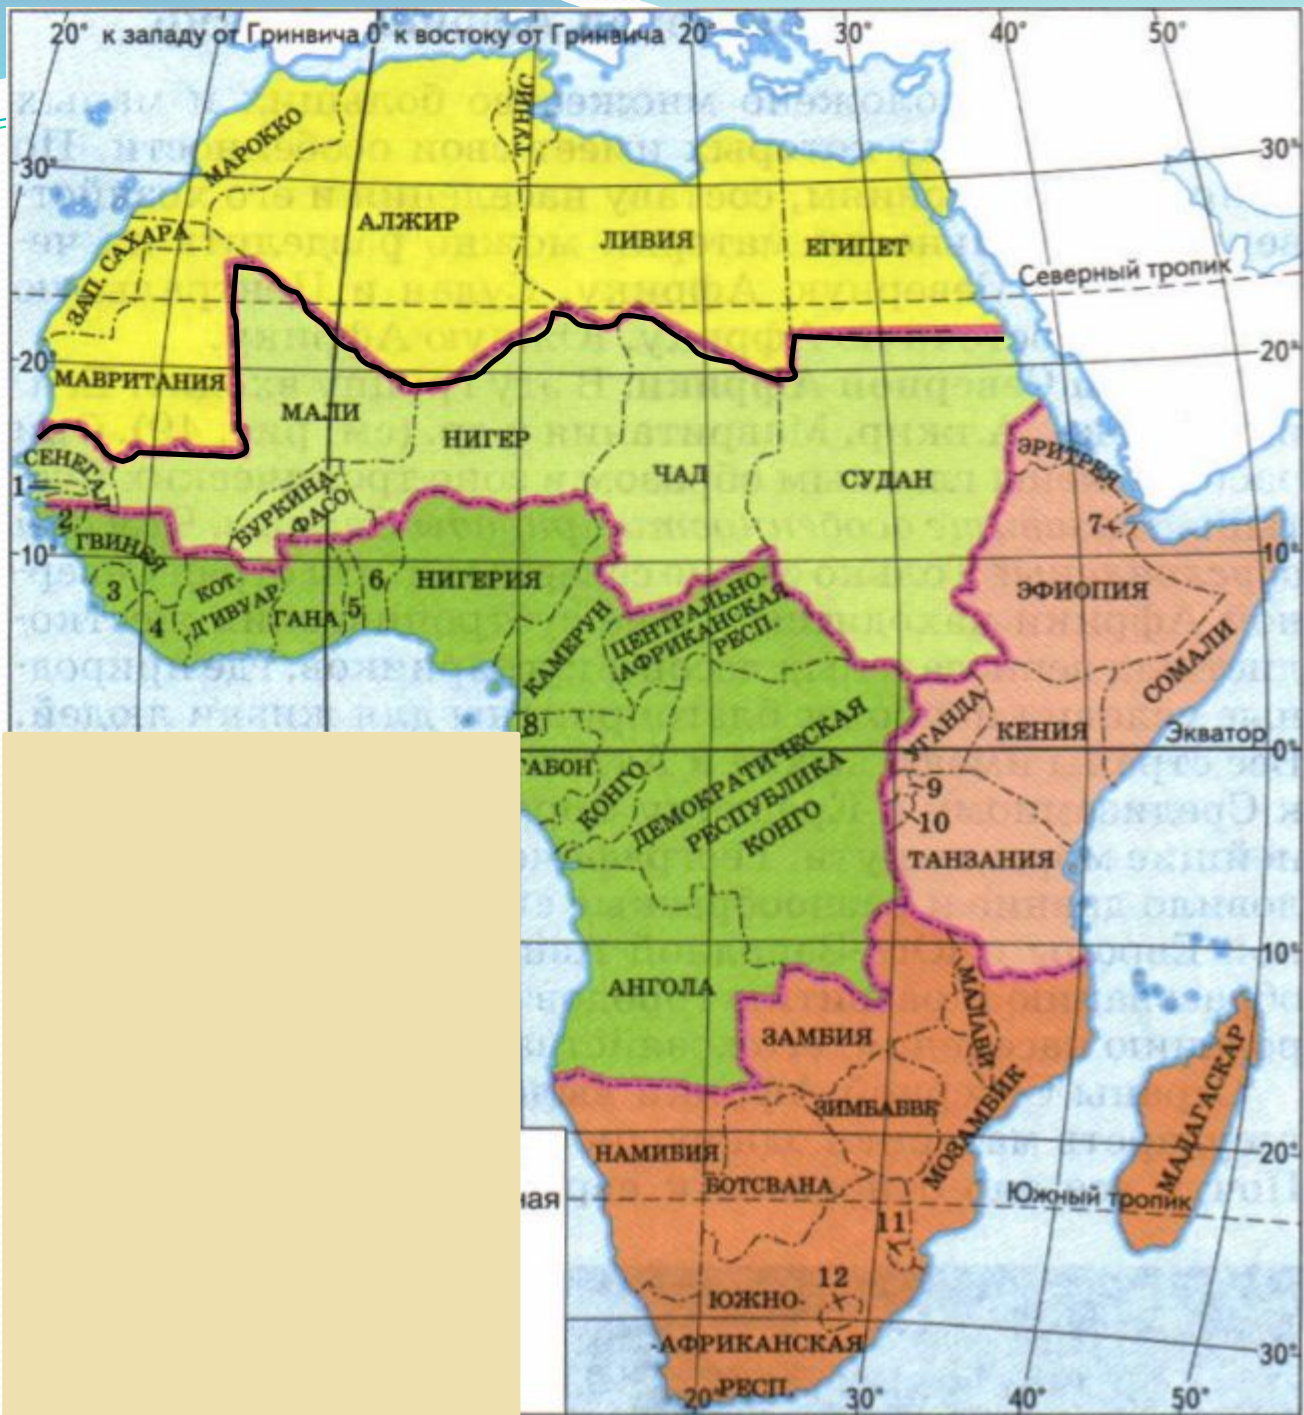 20° к западу от Гринвича 0° к востоку от Гринвича 20° 30° 40° 50°
ТУНИС
МАРОККО
30°
30°
АЛЖИР
ЛИВИЯ
ЕГИПЕТ
ЗАП. САХАРА
Северный тропик
20°
20°
МАВРИТАНИЯ
МАЛИ
НИГЕР
ЧАД
СУДАН
ЭРИТРЕЯ
СЕНЕГАЛ
1
2
БУРКИНА-
ФАСО
7
ГВИНЕЯ
10°
10°
3
4
КОТ-
Д'ИВУАР
ГАНА
5
6
НИГЕРИЯ
КАМЕРУН
ЦЕНТРАЛЬНО-
АФРИКАНСКАЯ
РЕСП.
ЭФИОПИЯ
СОМАЛИ
8
УГАНДА
КЕНИЯ
Экватор
0°
ГАБОН
КОНГО
ДЕМОКРАТИЧЕСКАЯ
РЕСПУБЛИКА
КОНГО
9
10
ТАНЗАНИЯ
10°
АНГОЛА
ЗАМБИЯ
МАЛАВИ
ЗИМБАБВЕ
МОЗАМБИК
МАДАГАСКАР
НАМИБИЯ
БОТСВАНА
20°
Южный тропик
ная
11
12
ЮЖНО-
АФРИКАНСКАЯ
РЕСП.
30°
20° 30° 40° 50°